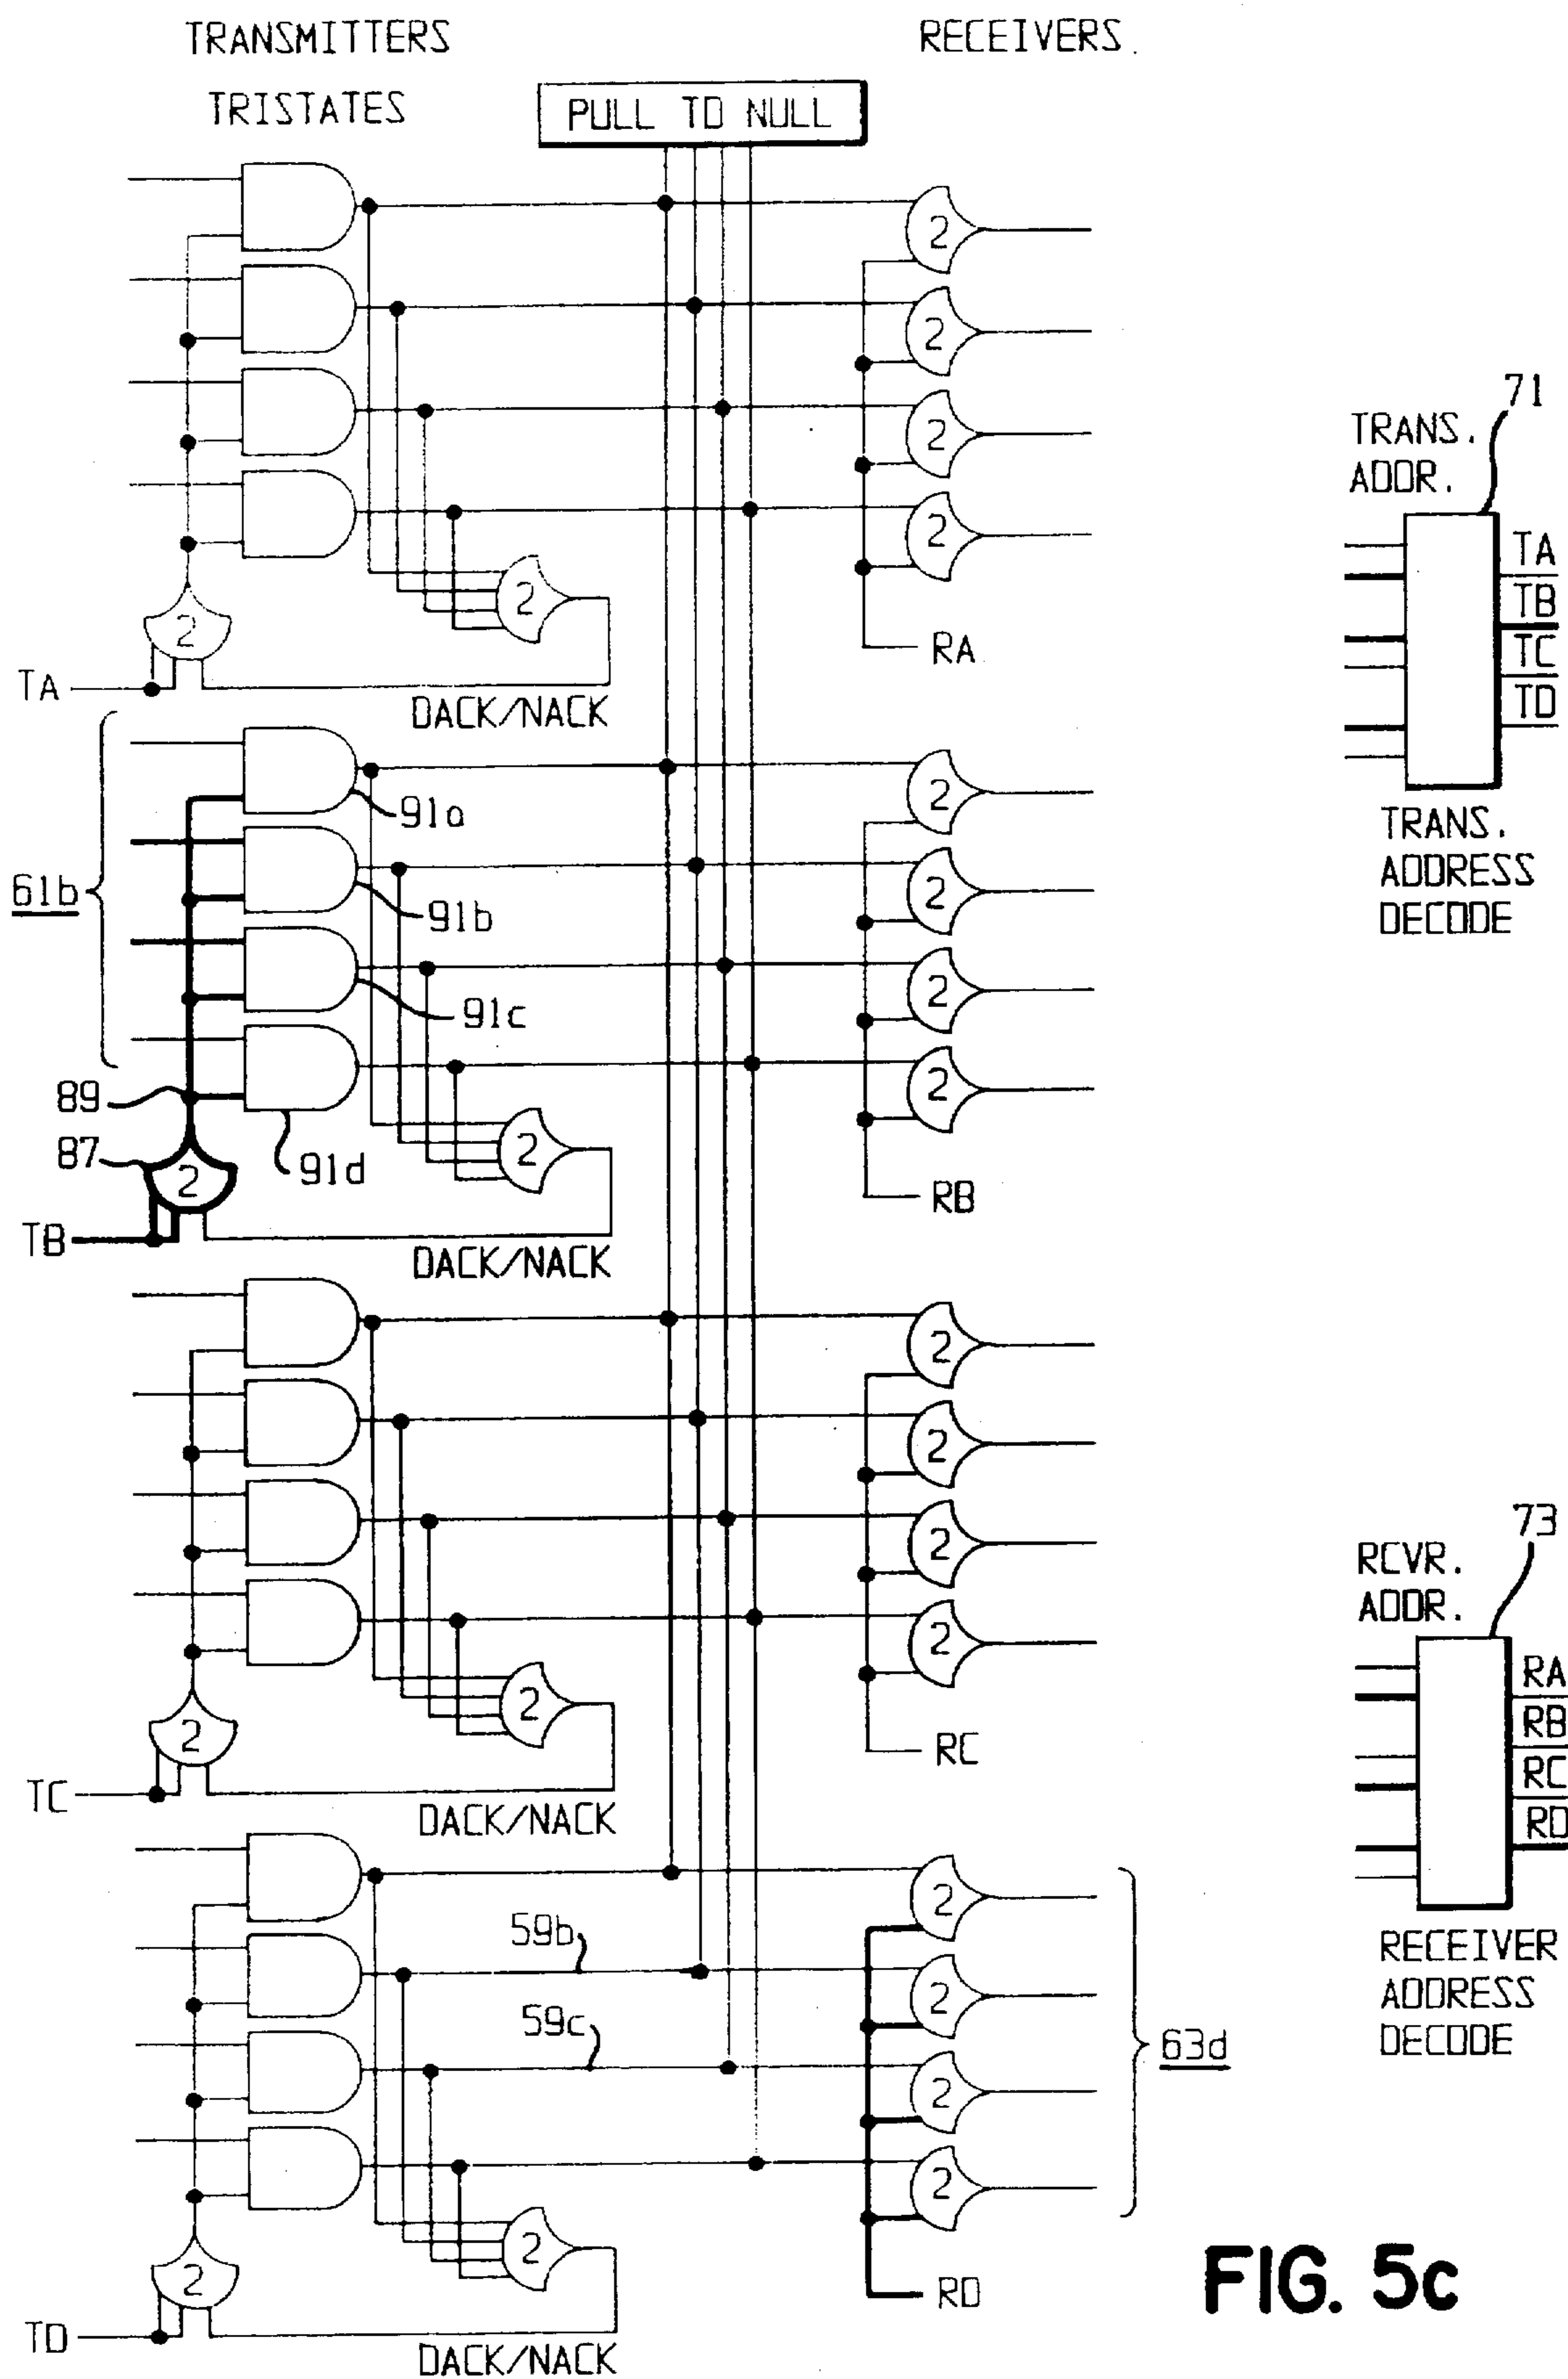 TRANSMITTERS
RECEIVERS.
TRISTATES
PULL TO NULL
2
2
2
2
2
2
TA
RA
DACK/NACK
71
TRANS.
ADDR.
TA
TB
TC
TD
TRANS.
ADDRESS
DECODE
61b
91a
91b
91c
91d
89
87
2
2
2
2
2
2
TB
RB
DACK/NACK
2
2
2
2
2
2
TC
RC
DACK/NACK
73
RCVR.
ADDR.
RA
RB
RC
RD
RECEIVER
ADDRESS
DECODE
59b
59c
2
2
2
2
2
2
63d
TD
RD
DACK/NACK
FIG. 5c